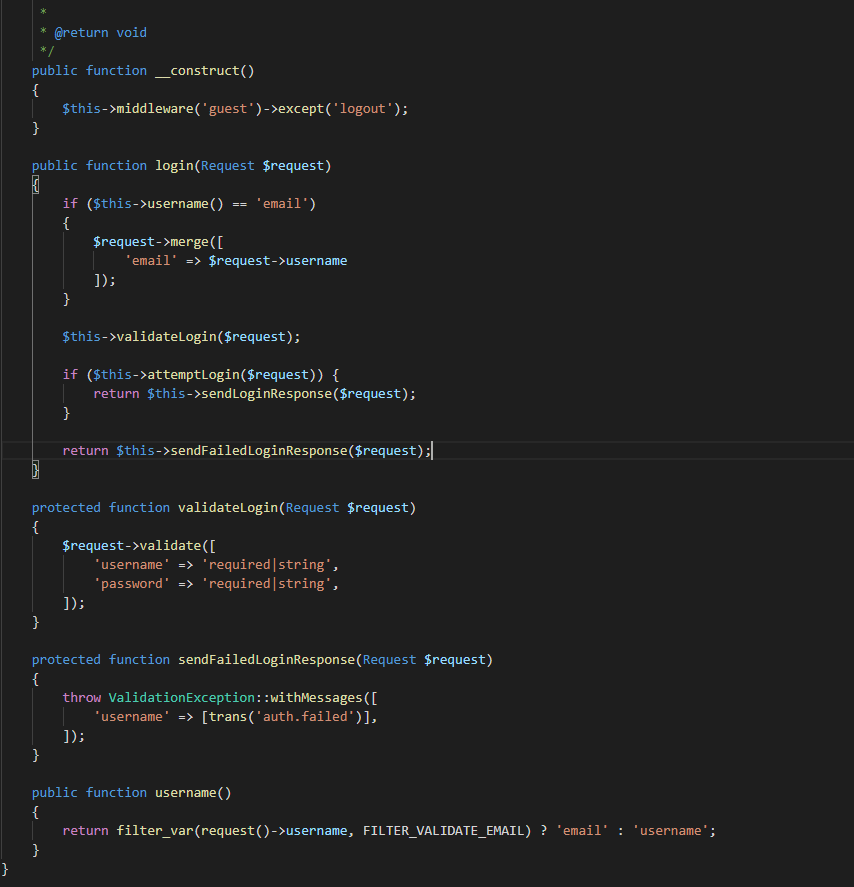 *
* @return void
*/
public function __construct()
{
$this->middleware('guest')->except('logout');
}
public function login(Request $request)
{
if ($this->username() == 'email')
{
$request->merge([
'email' => $request->username
]);
}
$this->validateLogin($request);
if ($this->attemptLogin($request)) {
return $this->sendLoginResponse($request);
}
return $this->sendFailedLoginResponse($request);
}
protected function validateLogin(Request $request)
{
$request->validate([
'username' => 'required|string',
'password' => 'required|string',
]);
}
protected function sendFailedLoginResponse(Request $request)
{
throw ValidationException::withMessages([
'username' => [trans('auth.failed')],
]);
}
public function username()
{
return filter_var(request()->username, FILTER_VALIDATE_EMAIL) ? 'email' : 'username';
}
}